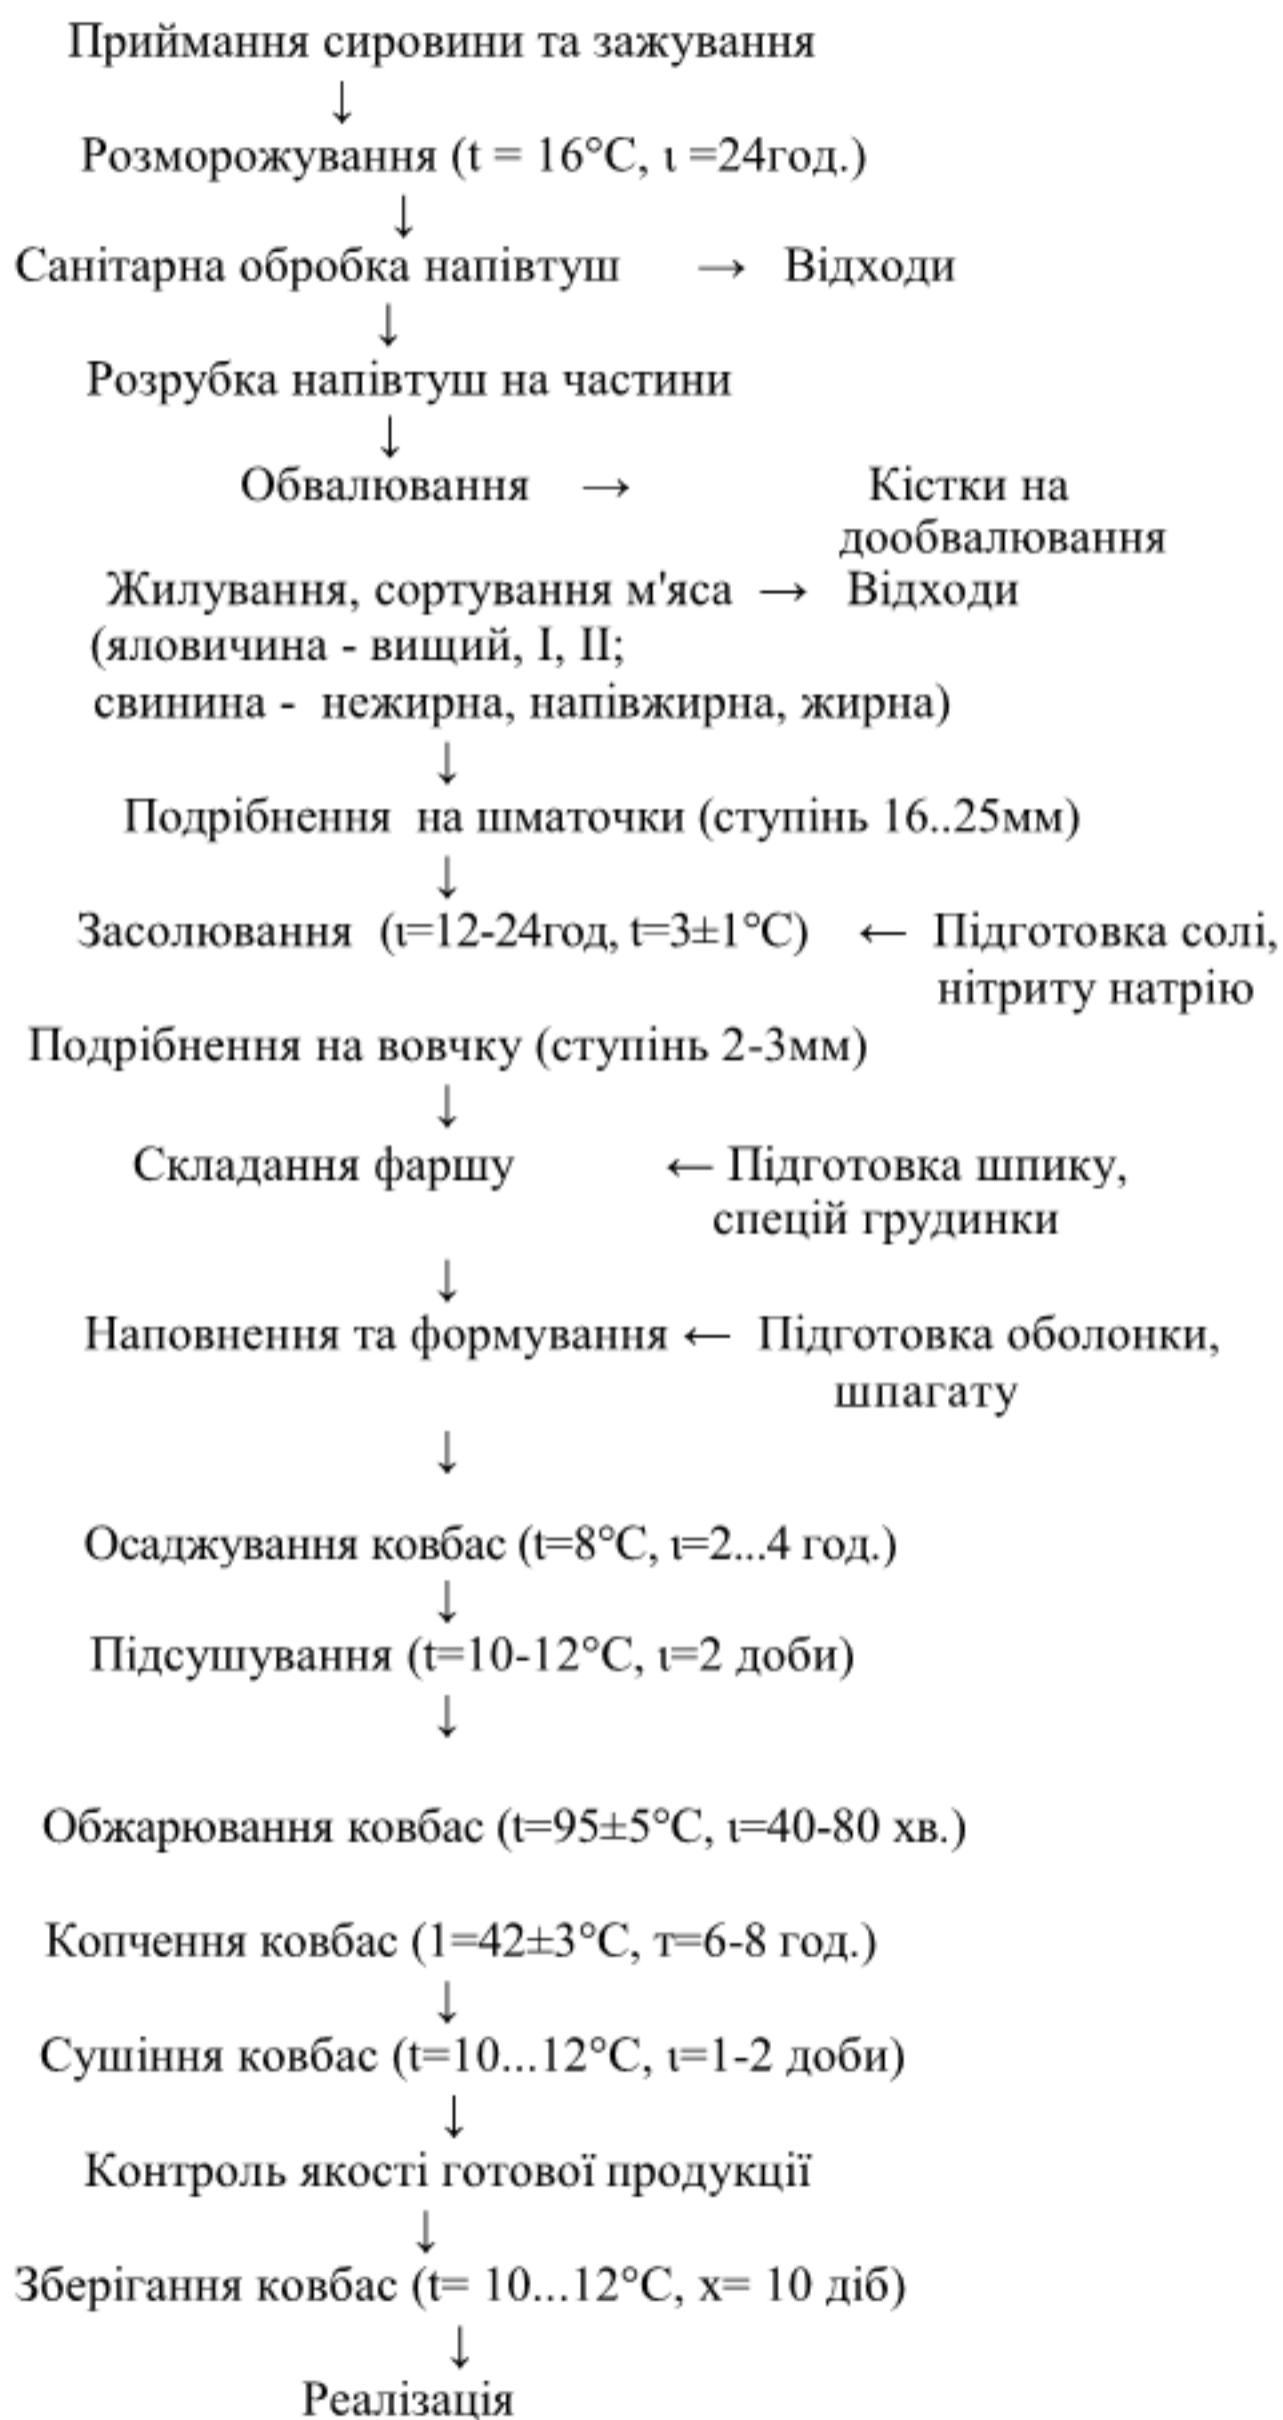 Приймання сировини та зажування
↓
Розморожування (t = 16°C, ι =24год.)
↓
Санітарна обробка напівтуш → Відходи
↓
Розрубка напівтуш на частини
↓
Обвалювання → Кістки на
дообвалювання
Жилування, сортування м'яса → Відходи
(яловичина - вищий, I, II;
свинина - нежирна, напівжирна, жирна)
↓
Подрібнення на шматочки (ступінь 16..25мм)
↓
Засолювання (ι=12-24год, t=3±1°C) ← Підготовка солі,
нітриту натрію
Подрібнення на вовчку (ступінь 2-3мм)
↓
Складання фаршу ← Підготовка шпику,
спецій грудинки
↓
Наповнення та формування ← Підготовка оболонки,
шпагату
↓
Осаджування ковбас (t=8°C, ι=2...4 год.)
↓
Підсушування (t=10-12°C, ι=2 доби)
↓
Обжарювання ковбас (t=95±5°C, ι=40-80 хв.)
Копчення ковбас (1=42±3°C, т=6-8 год.)
↓
Сушіння ковбас (t=10...12°C, ι=1-2 доби)
↓
Контроль якості готової продукції
↓
Зберігання ковбас (t= 10...12°C, x= 10 діб)
↓
Реалізація